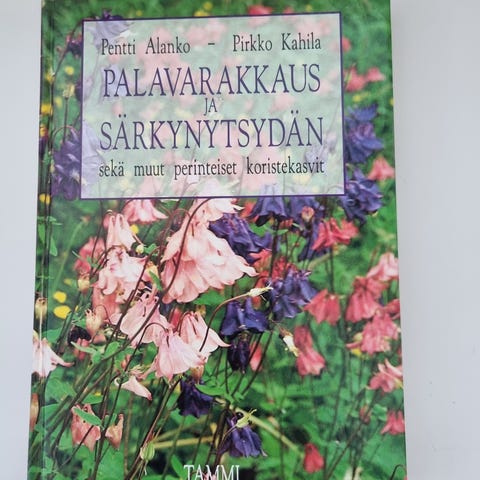 Pentti Alanko - Pirkko Kahila
PALAVARAKKAUS
JA
SÄRKYNYTSYDÄN
sekä muut perinteiset koristekasvit
TAMMI